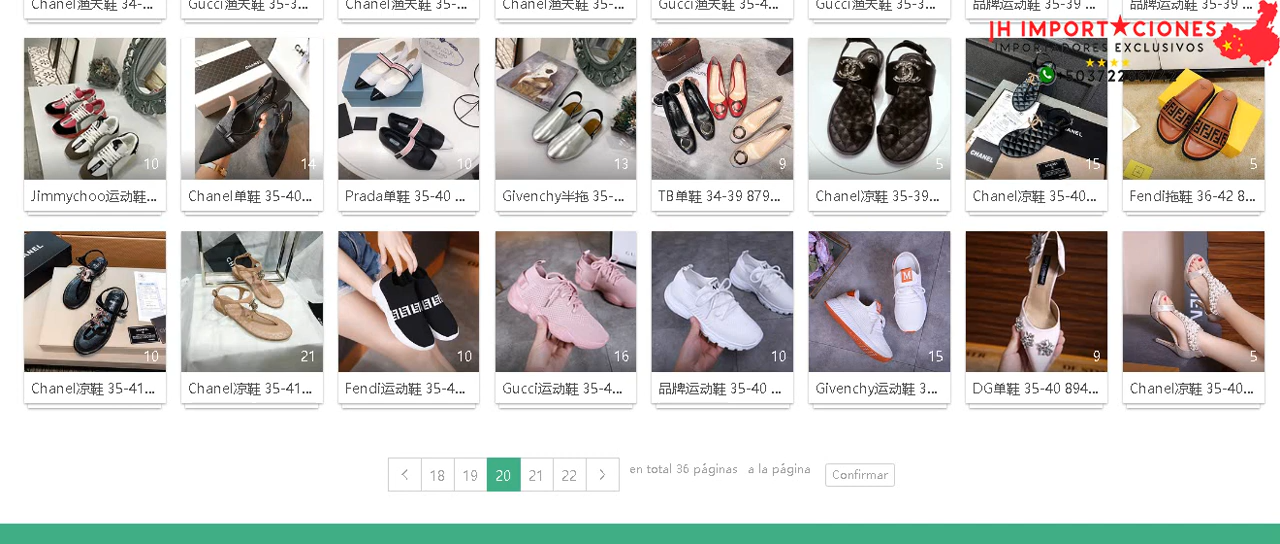 Chanel渔夫鞋 34-...
Gucci渔夫鞋 35-3...
Chanel渔夫鞋 35-...
Chanel渔夫鞋 35-...
Gucci渔夫鞋 35-4...
Gucci渔夫鞋 35-3...
品牌运动鞋 35-39 ...
品牌运动鞋 35-39 ...
JH IMPORT★CIONES
IMPORTADORES EXCLUSIVOS
10
14
10
13
9
5
15
5
Jimmychoo运动鞋...
Chanel单鞋 35-40...
Prada单鞋 35-40 ...
Givenchy半拖 35-...
TB单鞋 34-39 879...
Chanel凉鞋 35-39...
Chanel凉鞋 35-40...
Fendi拖鞋 36-42 8...
10
21
10
16
10
15
9
5
Chanel凉鞋 35-41...
Chanel凉鞋 35-41...
Fendi运动鞋 35-4...
Gucci运动鞋 35-4...
品牌运动鞋 35-40 ...
Givenchy运动鞋 3...
DG单鞋 35-40 894...
Chanel凉鞋 35-40...
< 18 19 20 21 22 > en total 36 páginas a la página Confirmar